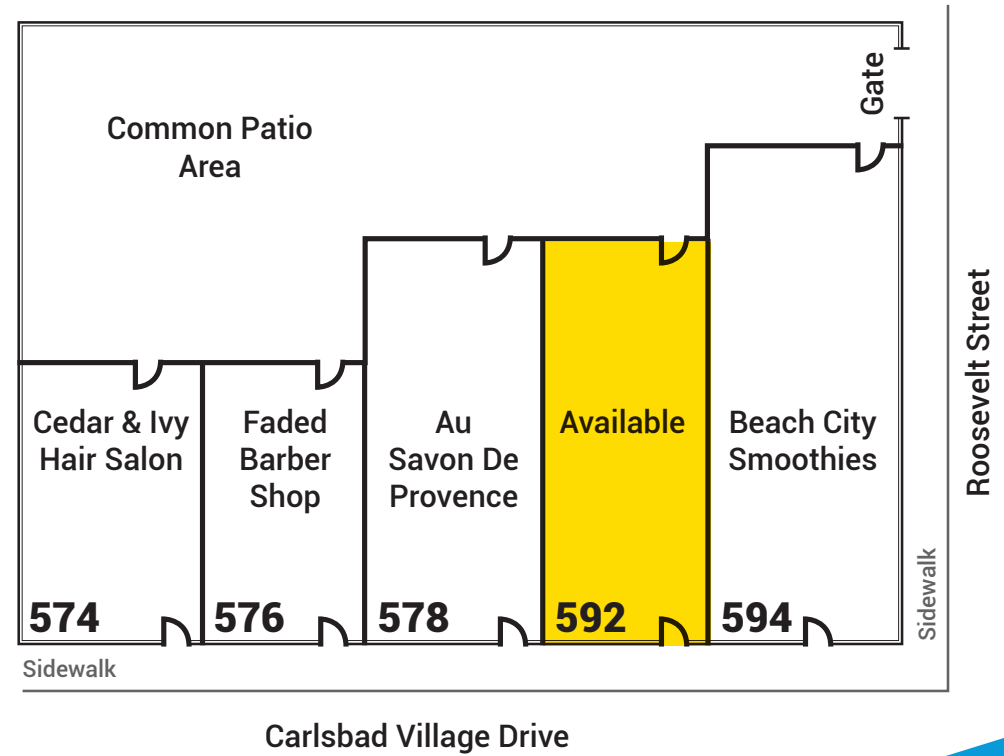 Gate
Common Patio
Area
Cedar & Ivy
Hair Salon
Faded
Barber
Shop
Au
Savon De
Provence
Available
Beach City
Smoothies
574
576
578
592
594
Sidewalk
Roosevelt Street
Sidewalk
Carlsbad Village Drive